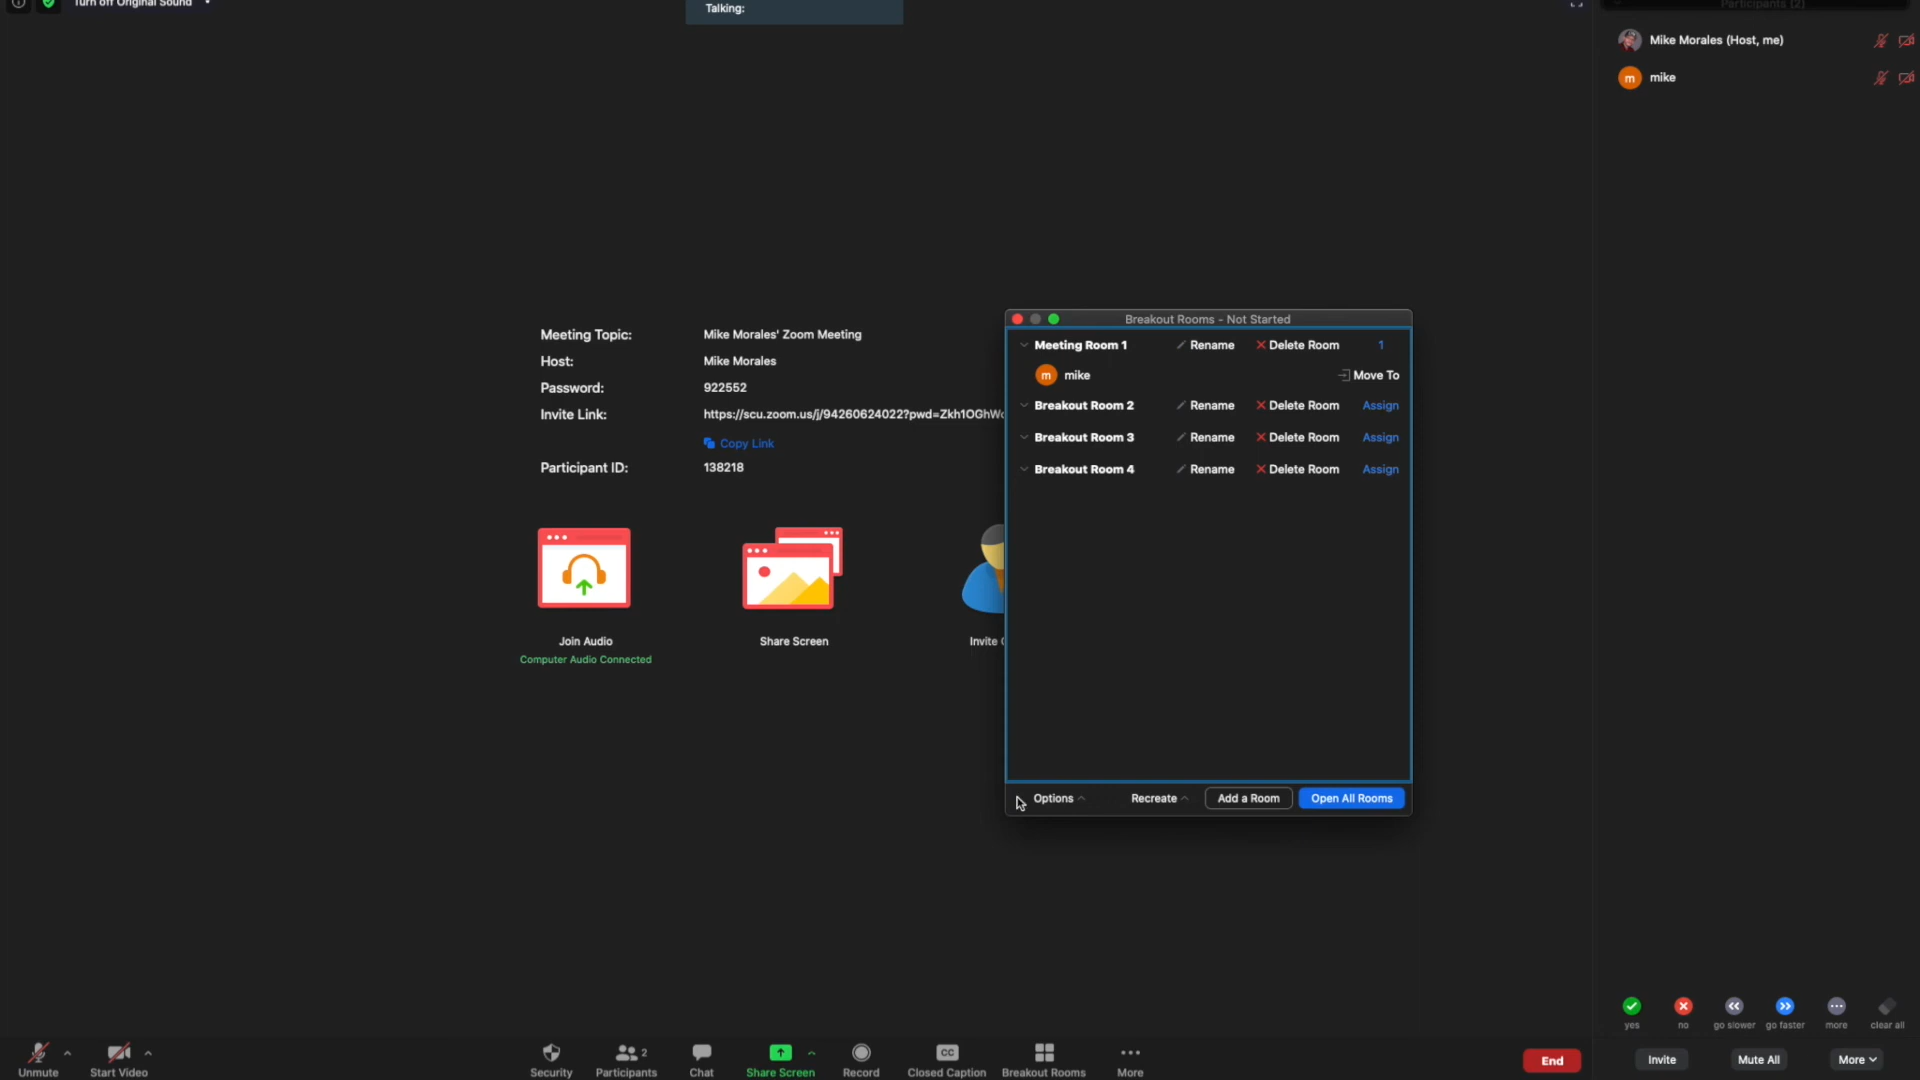 Turn off Original Sound
Talking:
Participants (2)
Mike Morales (Host, me)
m mike
Meeting Topic: Mike Morales' Zoom Meeting
Host: Mike Morales
Password: 922552
Invite Link: https://scu.zoom.us/j/94260624022?pwd=Zkh1OGhWc
Copy Link
Participant ID: 138218
Join Audio
Computer Audio Connected
Share Screen
Invite
Breakout Rooms - Not Started
Meeting Room 1 Rename Delete Room 1
m mike Move To
Breakout Room 2 Rename Delete Room Assign
Breakout Room 3 Rename Delete Room Assign
Breakout Room 4 Rename Delete Room Assign
Options Recreate Add a Room Open All Rooms
yes no go slower go faster more clear all
Unmute Start Video Security Participants 2 Chat Share Screen Record CC Closed Caption Breakout Rooms More End
Invite Mute All More